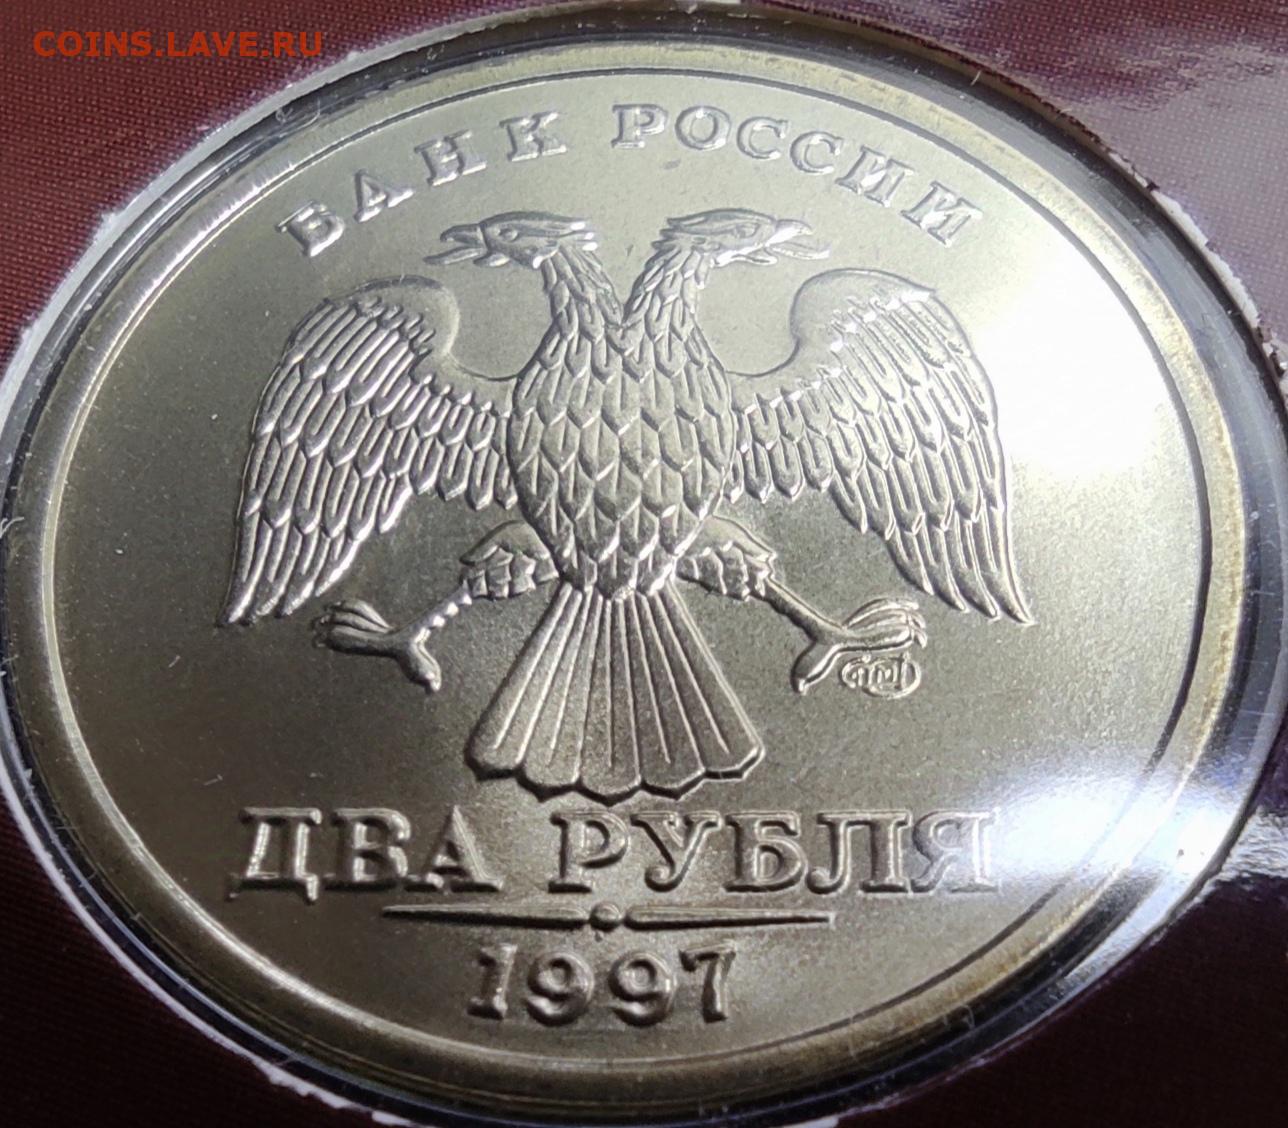 COINS.LAVE.RU
БАНК РОССИИ
ДВА РУБЛЯ
1997